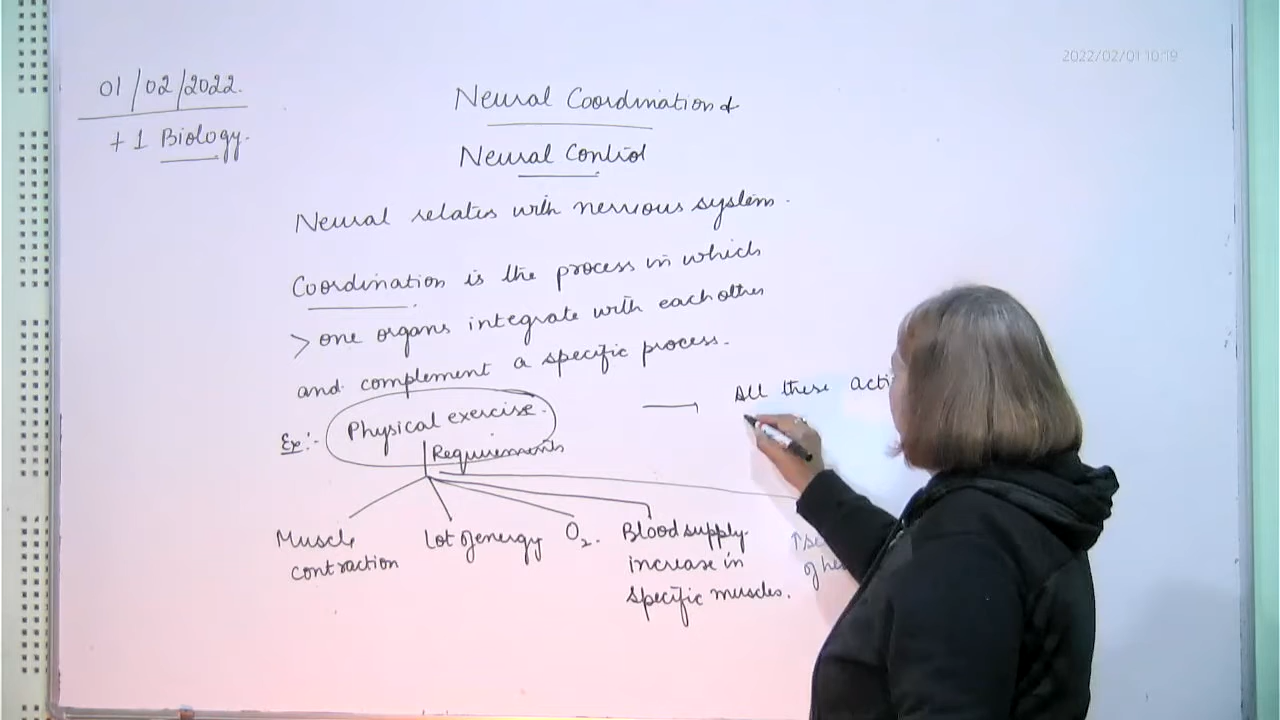 2022/02/01 10:19
01/02/2022.
+1 Biology.
Neural Coordination &
Neural Control
Neural relates with nervous system.
Coordination is the process in which
> one organs integrate with each other
and complement a specific process.
All these acti
Ex:- Physical exercise.
Requirements
Muscle
contraction
Lot of energy
O2.
Blood supply
increase in
specific muscles.
of